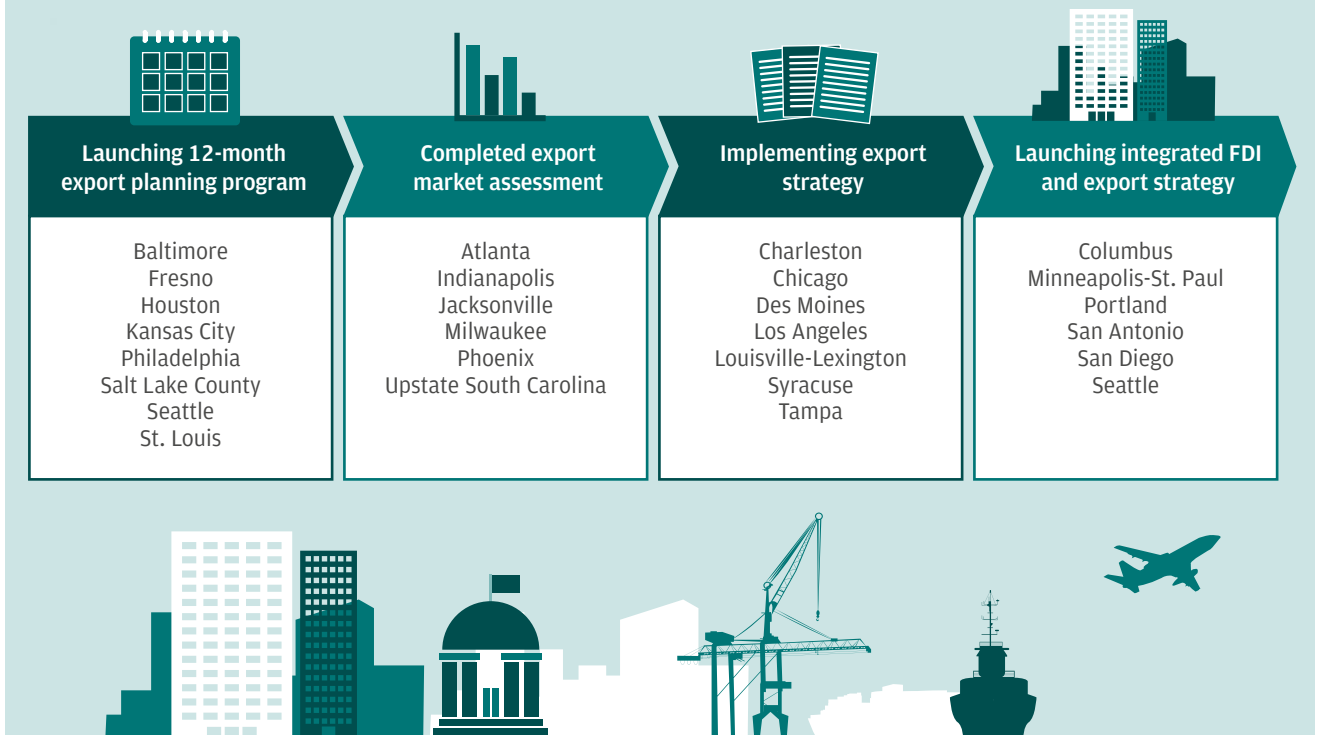 Launching 12-month
export planning program
Baltimore
Fresno
Houston
Kansas City
Philadelphia
Salt Lake County
Seattle
St. Louis
Completed export
market assessment
Atlanta
Indianapolis
Jacksonville
Milwaukee
Phoenix
Upstate South Carolina
Implementing export
strategy
Charleston
Chicago
Des Moines
Los Angeles
Louisville-Lexington
Syracuse
Tampa
Launching integrated FDI
and export strategy
Columbus
Minneapolis-St. Paul
Portland
San Antonio
San Diego
Seattle